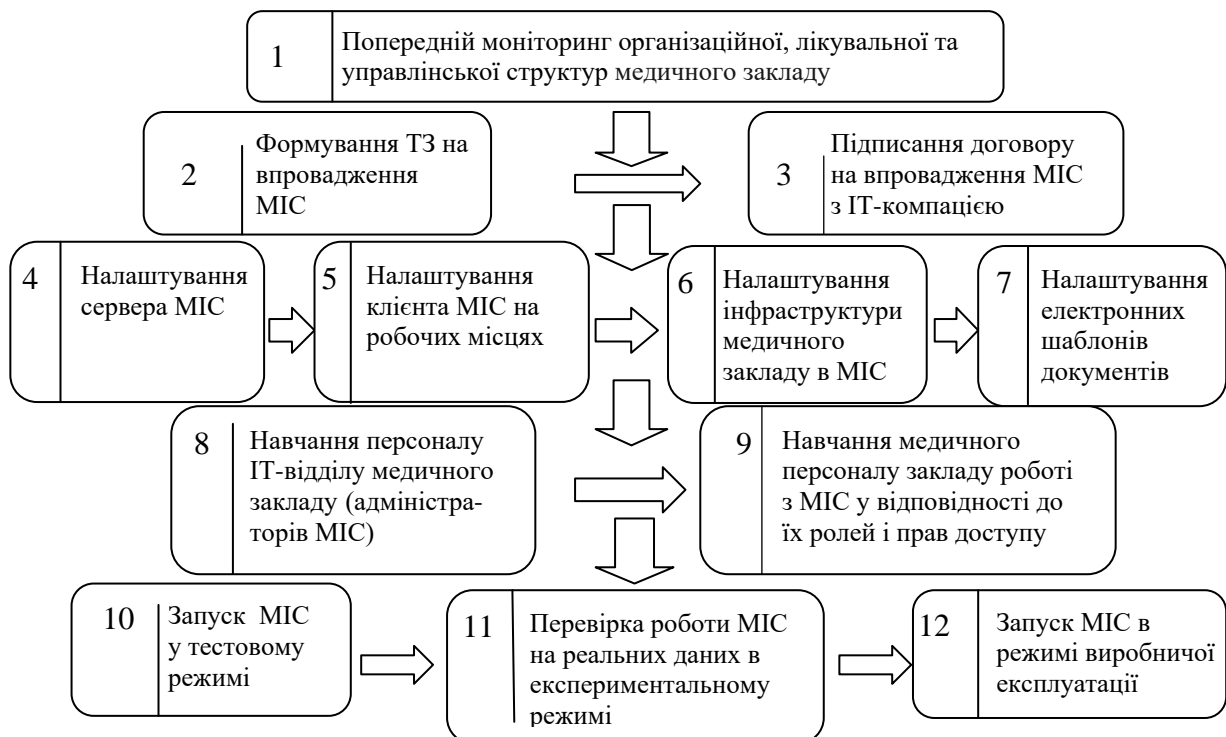 1
Попередній моніторинг організаційної, лікувальної та
управлінської структур медичного закладу
2
Формування ТЗ на
впровадження
МІС
3
Підписання договору
на впровадження МІС
з ІТ-компацією
4
Налаштування
сервера МІС
5
Налаштування
клієнта МІС на
робочих місцях
6
Налаштування
інфраструктури
медичного
закладу в МІС
7
Налаштування
електронних
шаблонів
документів
8
Навчання персоналу
ІТ-відділу медичного
закладу (адміністра-
торів МІС)
9
Навчання медичного
персоналу закладу роботі
з МІС у відповідності до
їх ролей і прав доступу
10
Запуск МІС
у тестовому
режимі
11
Перевірка роботи МІС
на реальних даних в
експериментальному
режимі
12
Запуск МІС в
режимі виробничої
експлуатації